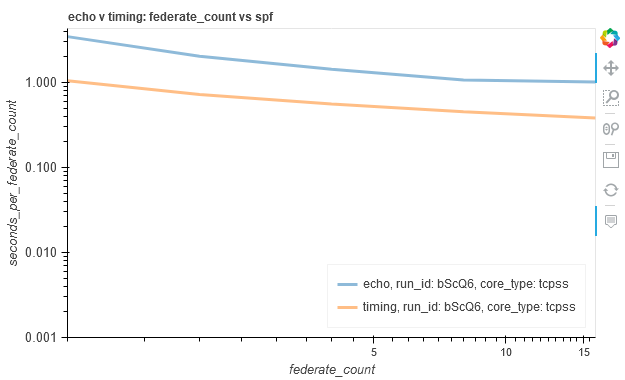 echo v timing: federate_count vs spf
seconds_per_federate_count
1.000
0.100
0.010
0.001
echo, run_id: bScQ6, core_type: tcpss
timing, run_id: bScQ6, core_type: tcpss
5
10
15
federate_count